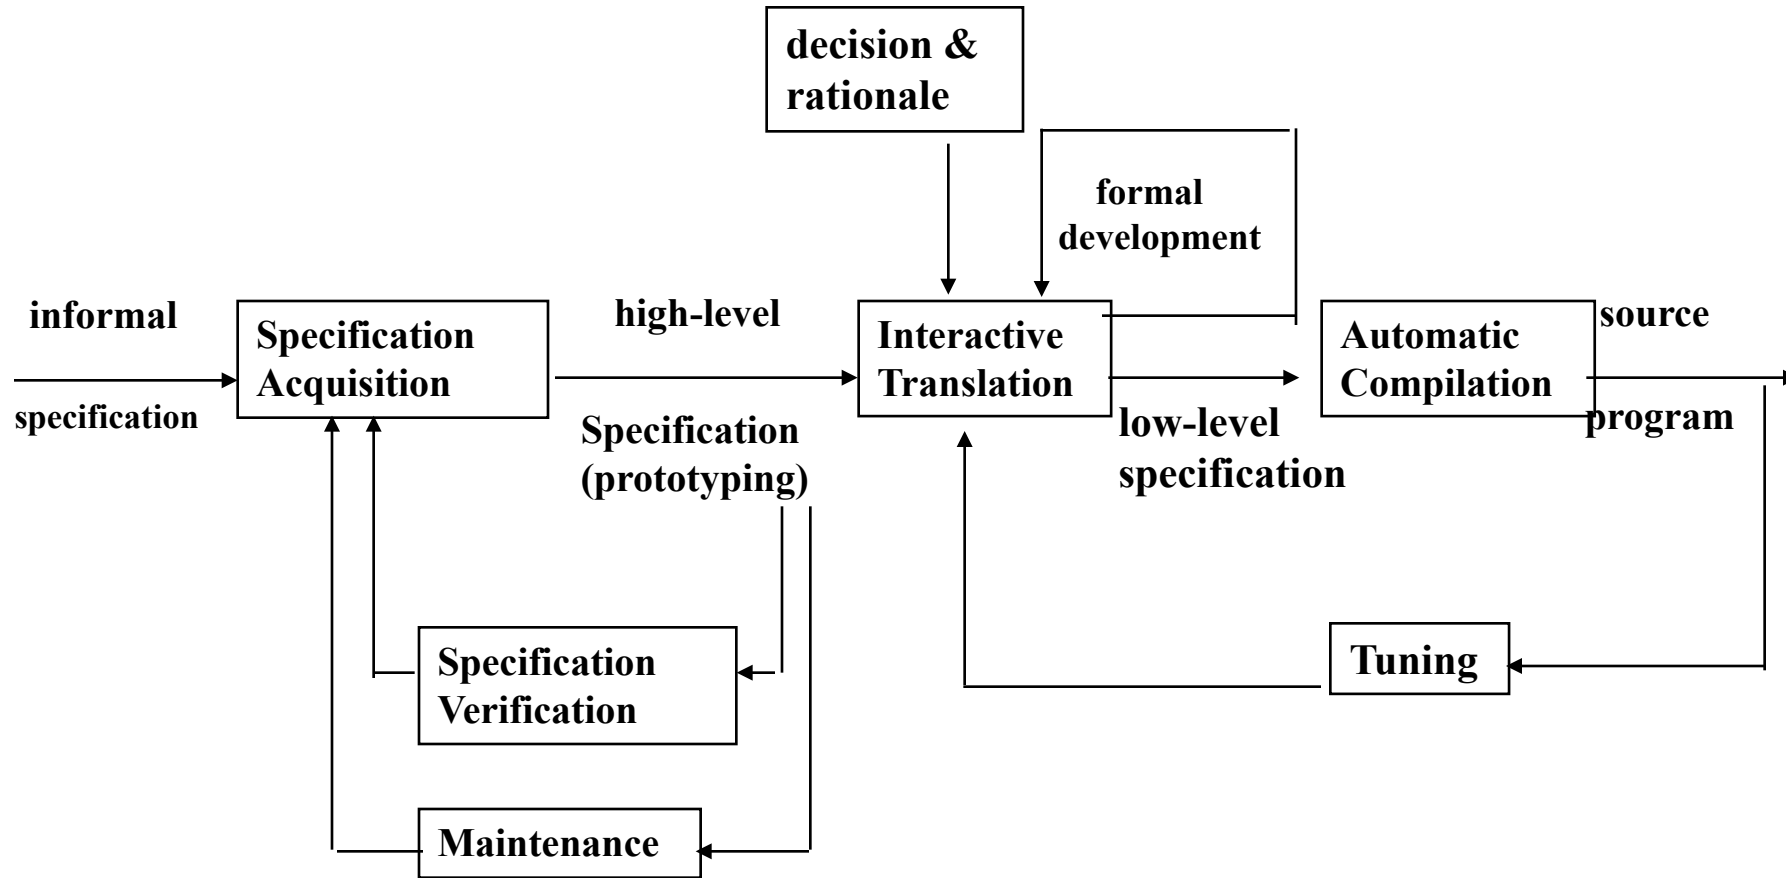 decision &
rationale
formal
development
informal
specification
Specification
Acquisition
high-level
Specification
(prototyping)
Interactive
Translation
low-level
specification
Automatic
Compilation
source
program
Specification
Verification
Tuning
Maintenance